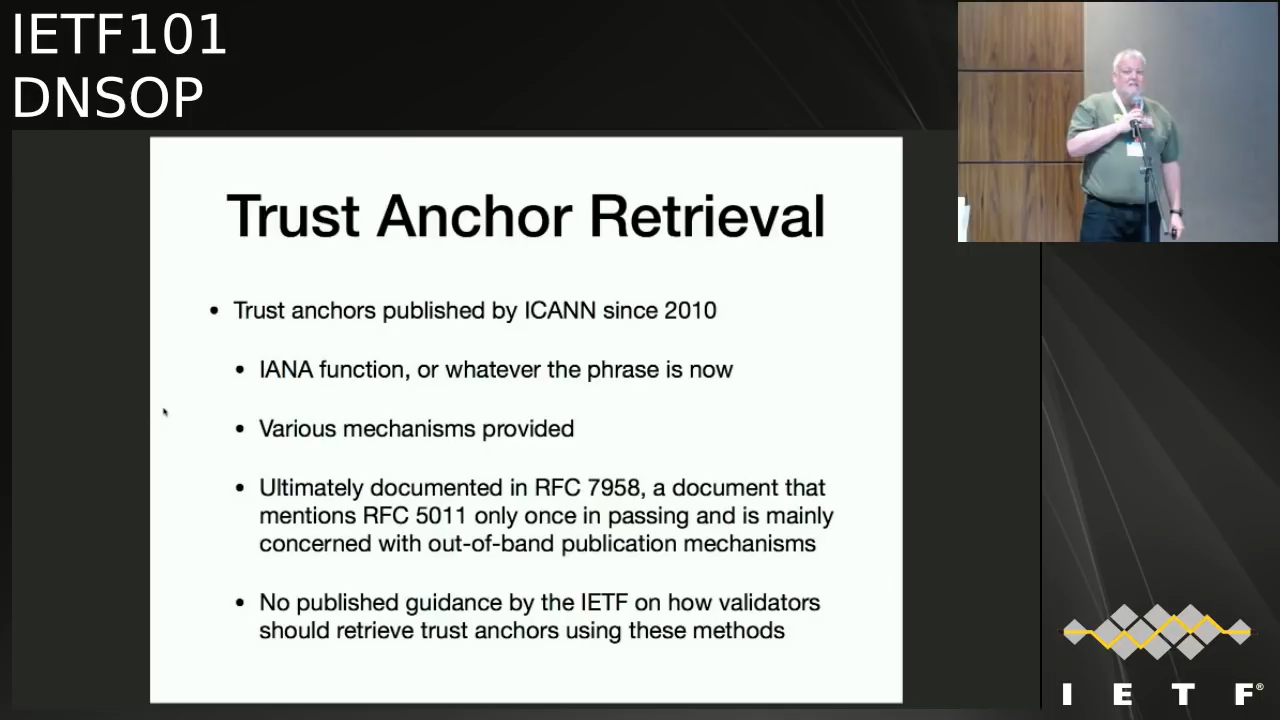 IETF101
DNSOP
Trust Anchor Retrieval
• Trust anchors published by ICANN since 2010
• IANA function, or whatever the phrase is now
• Various mechanisms provided
• Ultimately documented in RFC 7958, a document that
mentions RFC 5011 only once in passing and is mainly
concerned with out-of-band publication mechanisms
• No published guidance by the IETF on how validators
should retrieve trust anchors using these methods
I E T F®